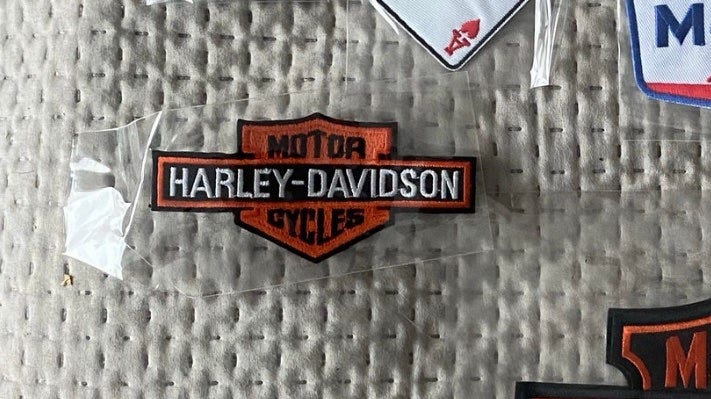 A
M
MOTOR
HARLEY-DAVIDSON
CYCLES
M